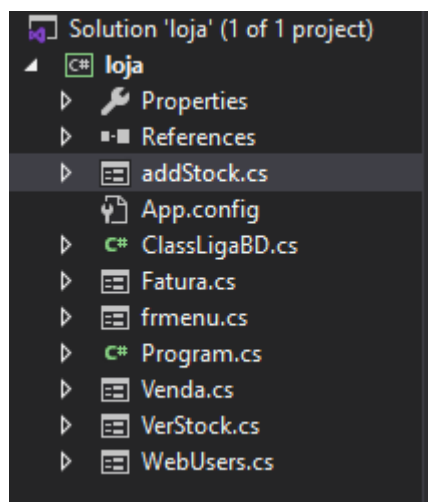 Solution 'loja' (1 of 1 project)
C# loja
Properties
References
addStock.cs
App.config
C# ClassLigaBD.cs
Fatura.cs
frmenu.cs
C# Program.cs
Venda.cs
VerStock.cs
WebUsers.cs